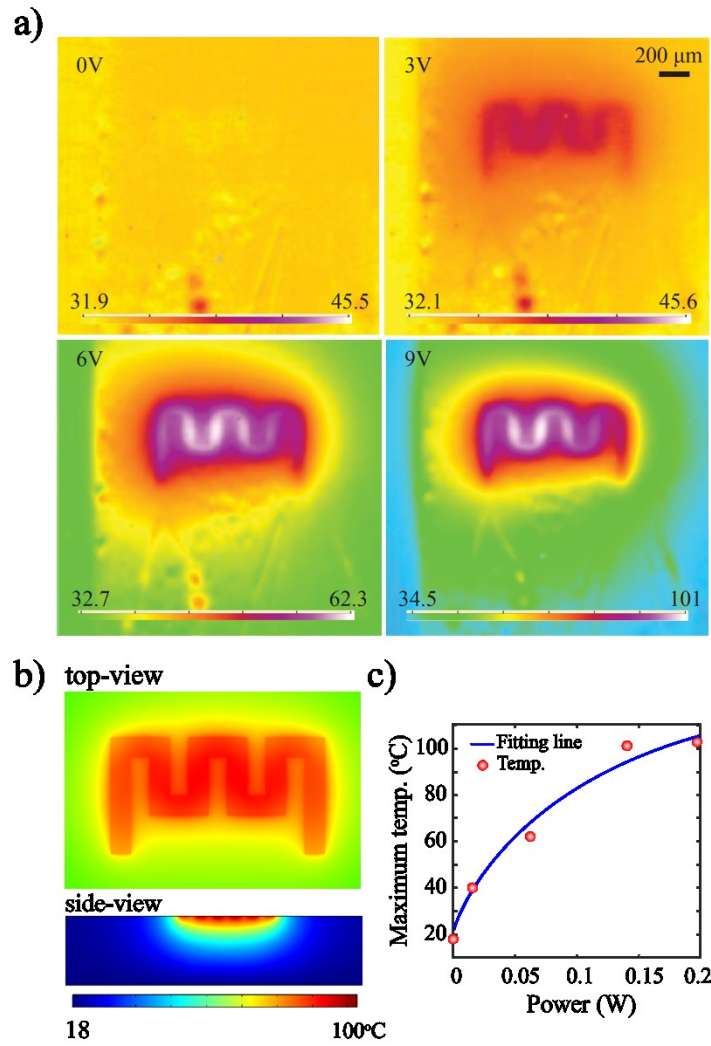 a)
0V
3V
200 μm
31.9 45.5
32.1 45.6
6V
9V
32.7 62.3
34.5 101
b)
top-view
side-view
18 100°C
c)
Maximum temp. (°C)
100
80
60
40
20
Fitting line
Temp.
0 0.05 0.1 0.15 0.2
Power (W)